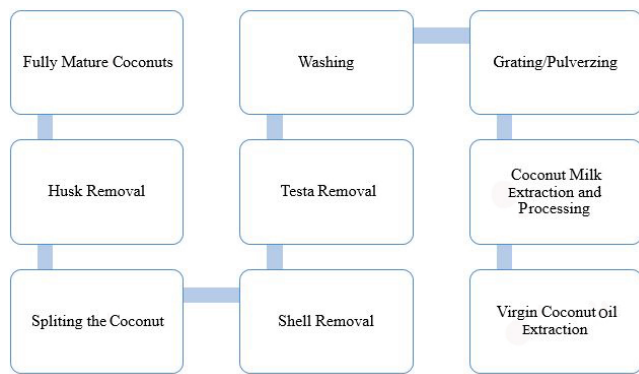 Fully Mature Coconuts
Husk Removal
Spliting the Coconut
Shell Removal
Testa Removal
Washing
Grating/Pulverzing
Coconut Milk
Extraction and
Processing
Virgin Coconut Oil
Extraction